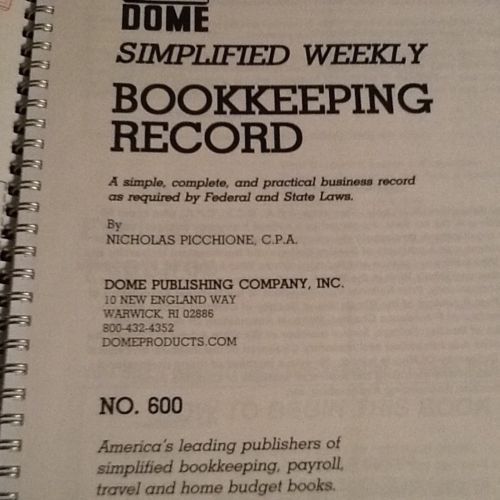 DOME
SIMPLIFIED WEEKLY
BOOKKEEPING
RECORD
A simple, complete, and practical business record
as required by Federal and State Laws.
By
NICHOLAS PICCHIONE, C.P.A.
DOME PUBLISHING COMPANY, INC.
10 NEW ENGLAND WAY
WARWICK, RI 02886
800-432-4352
DOMEPRODUCTS.COM
NO. 600
America's leading publishers of
simplified bookkeeping, payroll,
travel and home budget books.